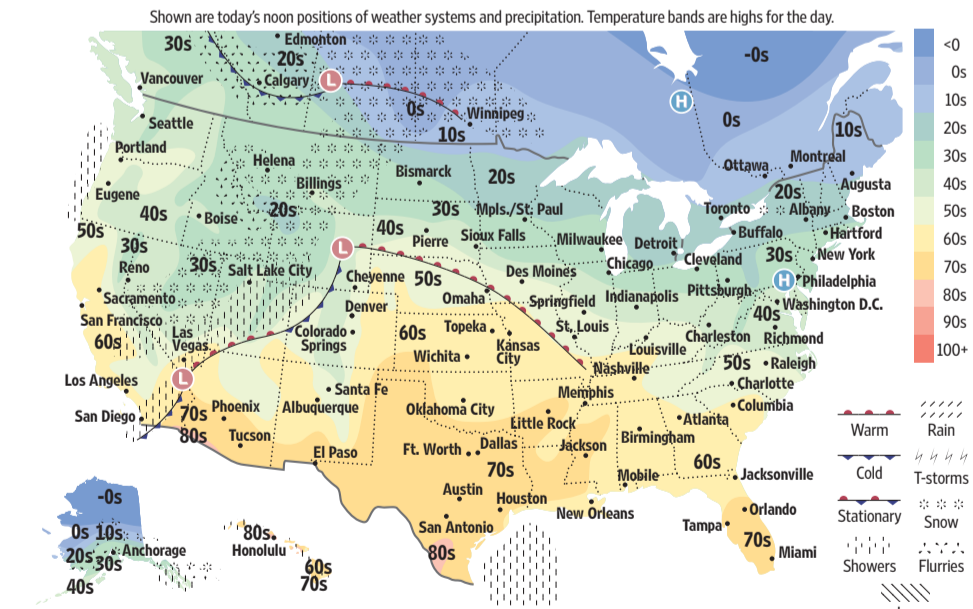 Shown are today's noon positions of weather systems and precipitation. Temperature bands are highs for the day.
30s
Edmonton
20s
Calgary
L
Vancouver
Seattle
0s
Winnipeg
10s
H
-0s
0s
10s
Portland
Eugene
Helena
Billings
Bismarck
20s
Ottawa
Montreal
20s
Augusta
40s
Boise
20s
30s
Mpls./St. Paul
Toronto
Albany
Boston
50s
30s
40s
Pierre
Sioux Falls
Milwaukee
Detroit
Buffalo
Hartford
Reno
30s
Salt Lake City
L
Cheyenne
50s
Des Moines
Chicago
Cleveland
30s
New York
H
Philadelphia
Sacramento
San Francisco
60s
Las
Vegas
Denver
Colorado
Springs
Omaha
Springfield
Indianapolis
Pittsburgh
Washington D.C.
40s
60s
Topeka
Kansas
City
St. Louis
Louisville
Charleston
Richmond
Wichita
Nashville
50s
Raleigh
Los Angeles
L
Santa Fe
Memphis
Charlotte
San Diego
70s
80s
Phoenix
Albuquerque
Oklahoma City
Little Rock
Atlanta
Columbia
Tucson
El Paso
Ft. Worth
Dallas
Jackson
Birmingham
70s
60s
Mobile
Jacksonville
Austin
Houston
New Orleans
Orlando
San Antonio
Tampa
70s
80s
Miami
-0s
0s
10s
20s
30s
40s
Anchorage
80s
Honolulu
60s
70s
<0
0s
10s
20s
30s
40s
50s
60s
70s
80s
90s
100+
Warm
Rain
Cold
T-storms
Stationary
Snow
Showers
Flurries